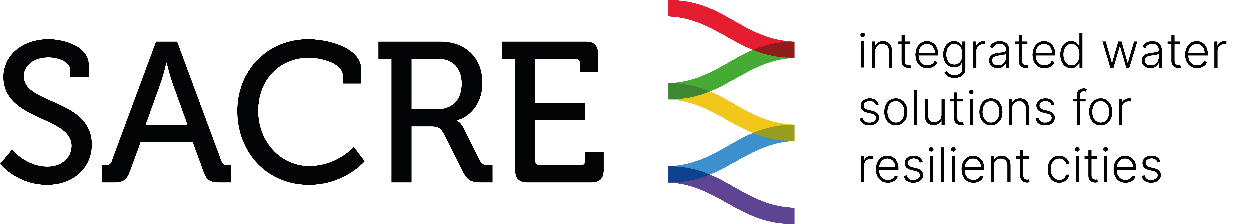 SACRE
integrated water
solutions for
resilient cities